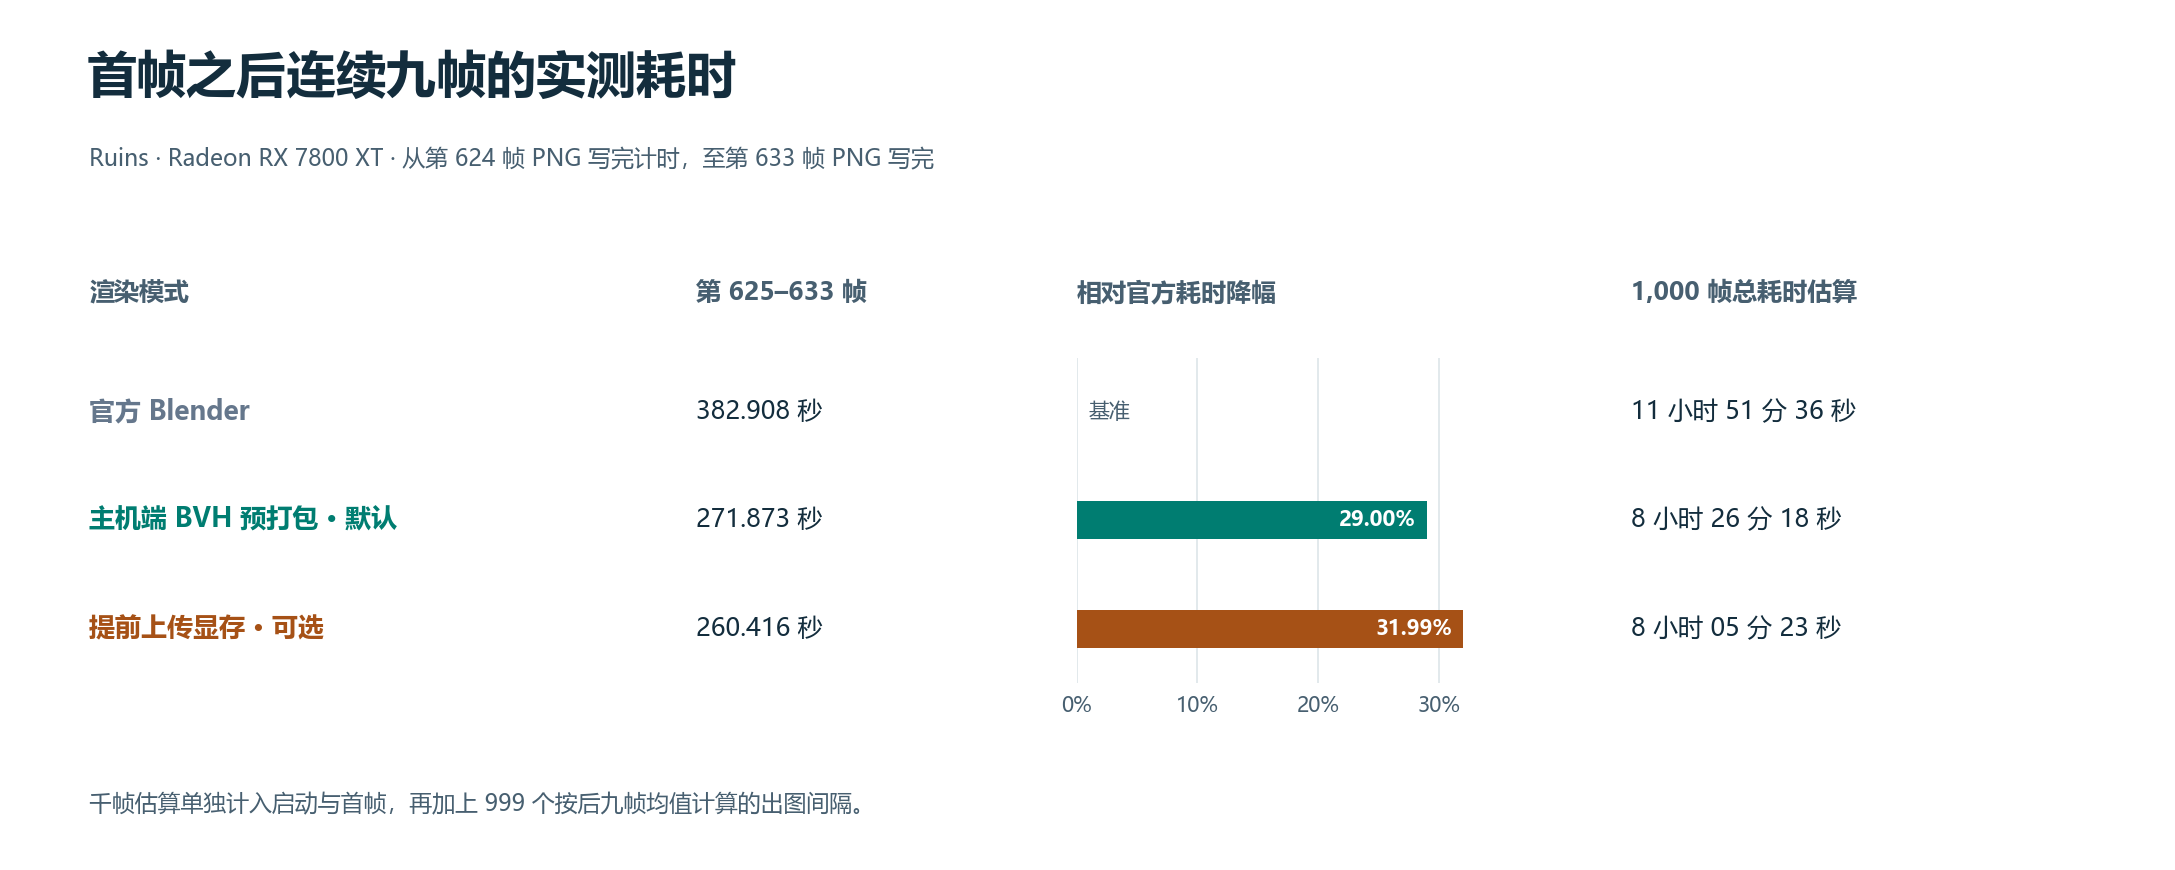 首帧之后连续九帧的实测耗时
Ruins · Radeon RX 7800 XT · 从第 624 帧 PNG 写完计时，至第 633 帧 PNG 写完
渲染模式 第 625–633 帧 相对官方耗时降幅 1,000 帧总耗时估算
官方 Blender 382.908 秒 基准 11 小时 51 分 36 秒
主机端 BVH 预打包 · 默认 271.873 秒 29.00% 8 小时 26 分 18 秒
提前上传显存 · 可选 260.416 秒 31.99% 8 小时 05 分 23 秒
0% 10% 20% 30%
千帧估算单独计入启动与首帧，再加上 999 个按后九帧均值计算的出图间隔。